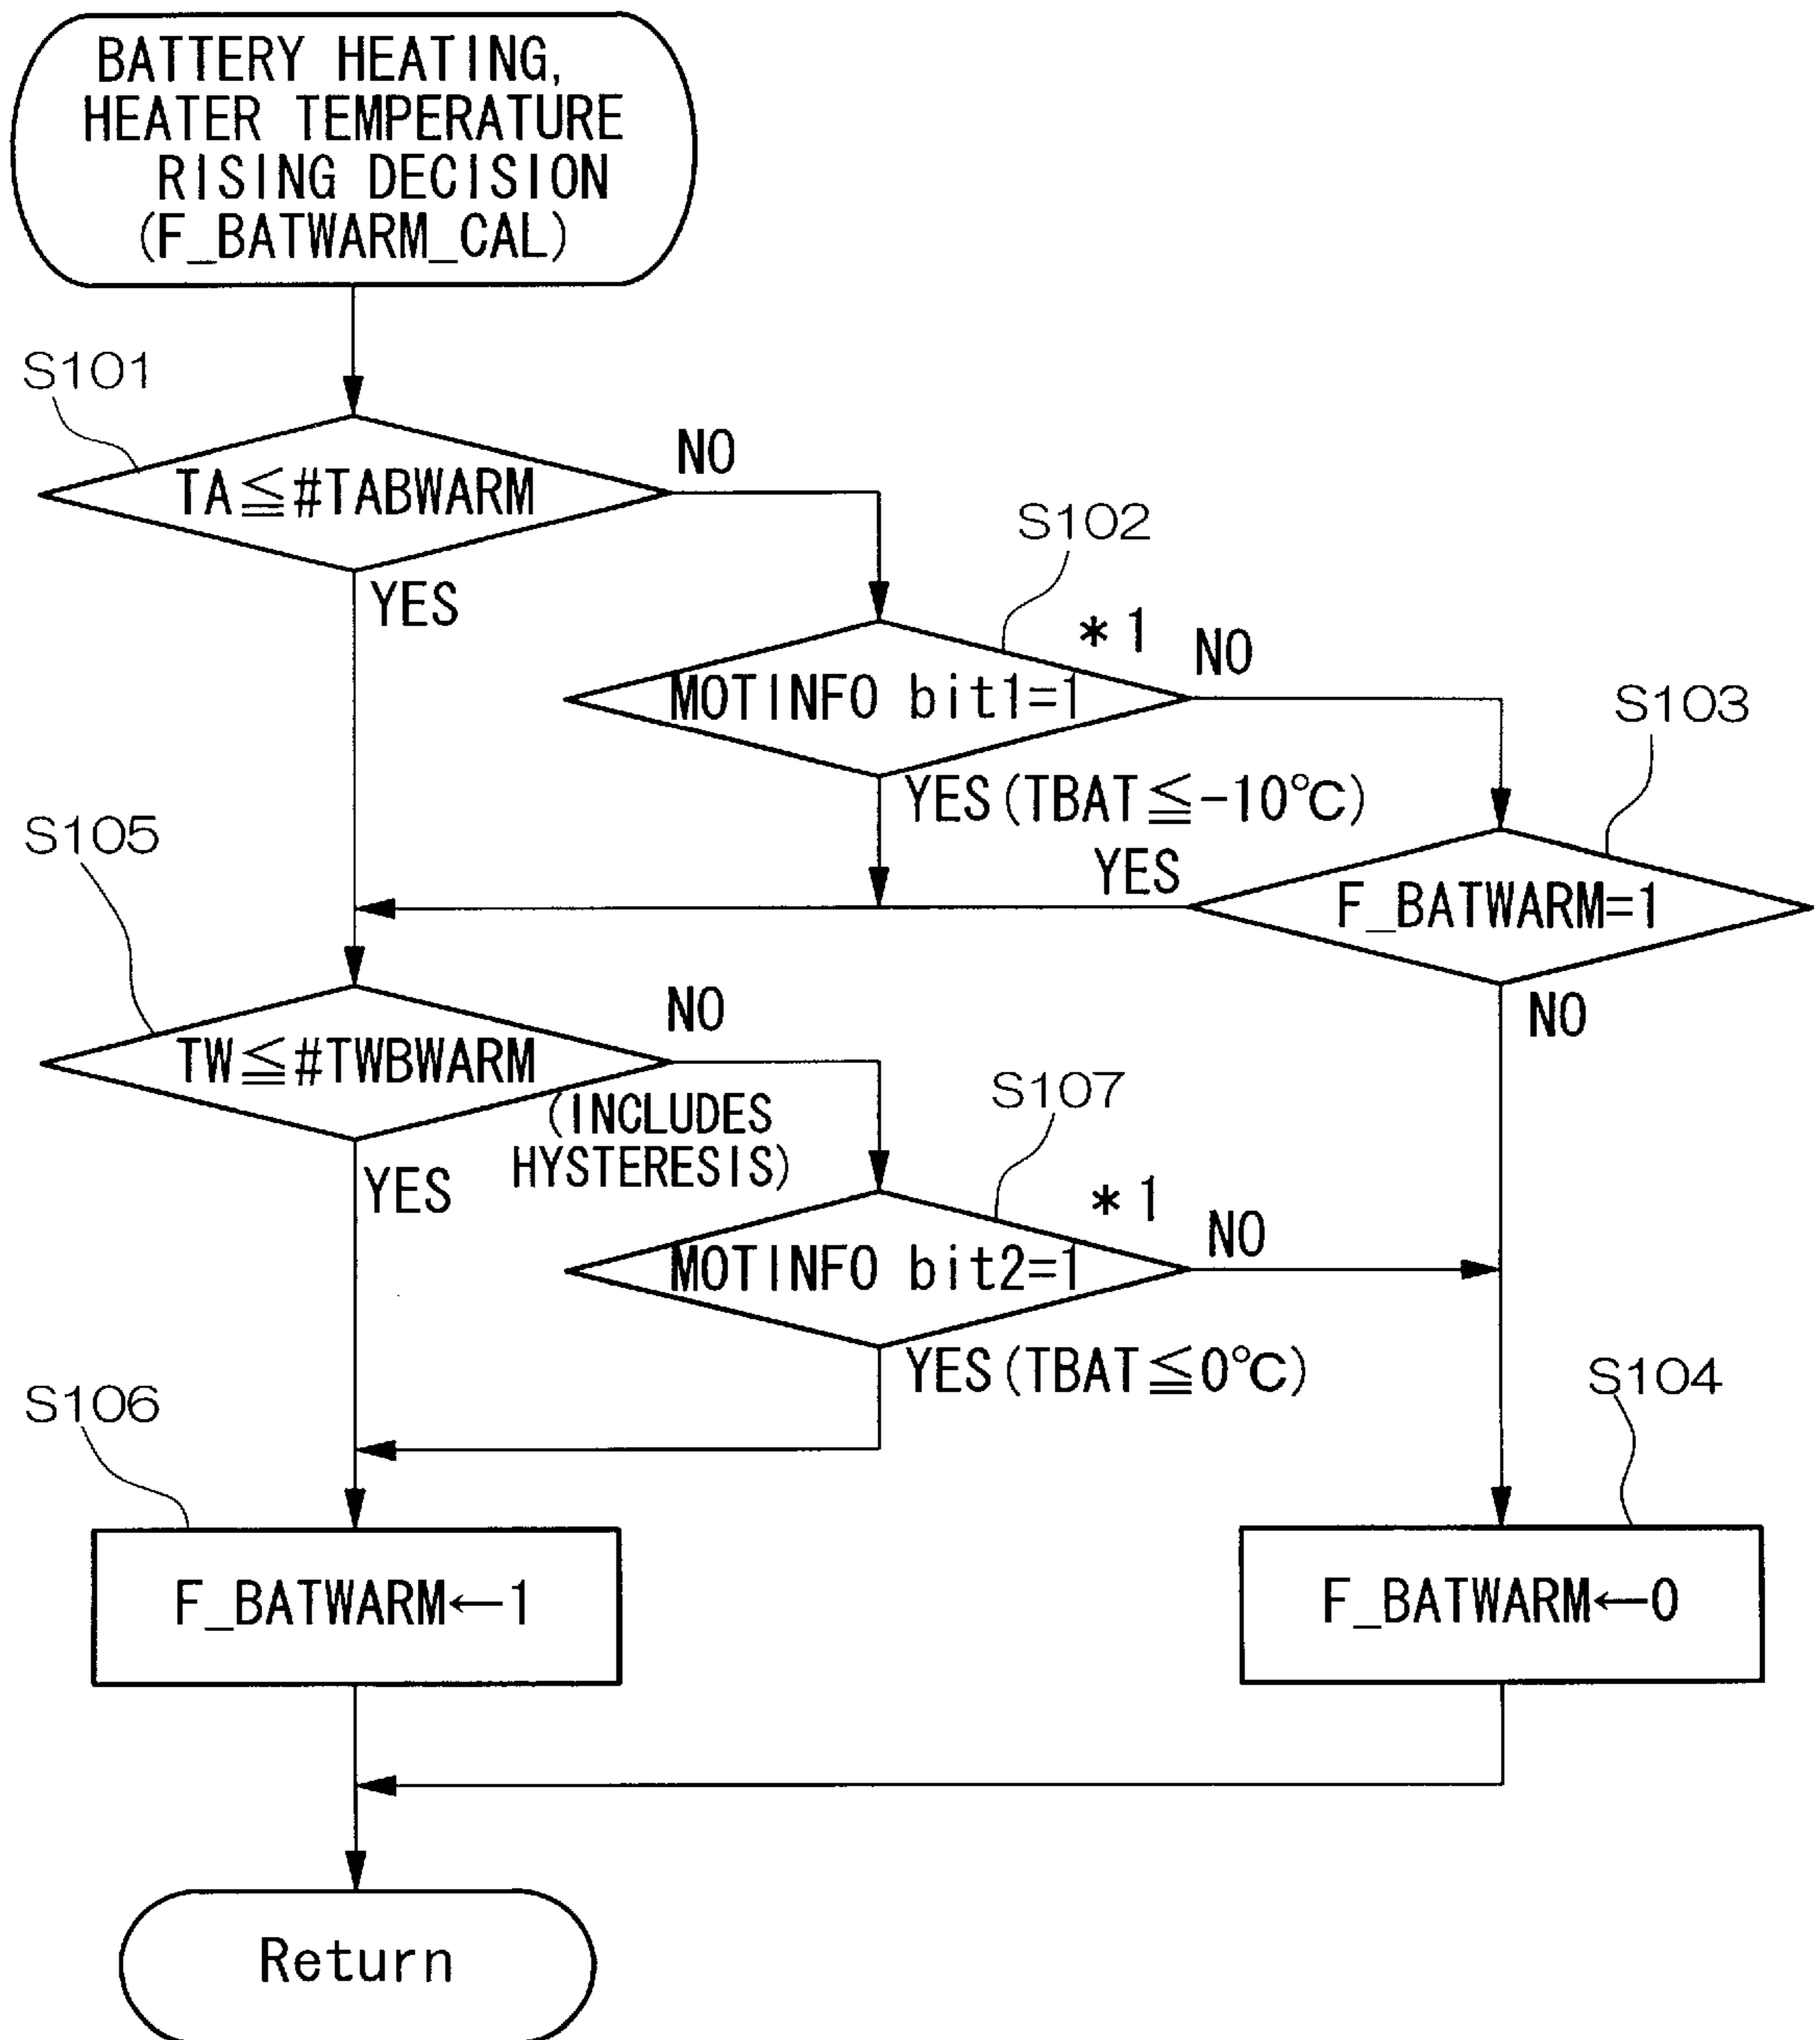 BATTERY HEATING,
HEATER TEMPERATURE
RISING DECISION
(F_BATWARM_CAL)
S101
TA≦#TABWARM
NO
YES
S102
MOTINFO bit1=1
*1
NO
YES(TBAT≦-10℃)
S103
F_BATWARM=1
YES
NO
S105
TW≦#TWBWARM
NO
(INCLUDES
HYSTERESIS)
YES
S107
MOTINFO bit2=1
*1
NO
YES(TBAT≦0℃)
S106
F_BATWARM←1
S104
F_BATWARM←0
Return